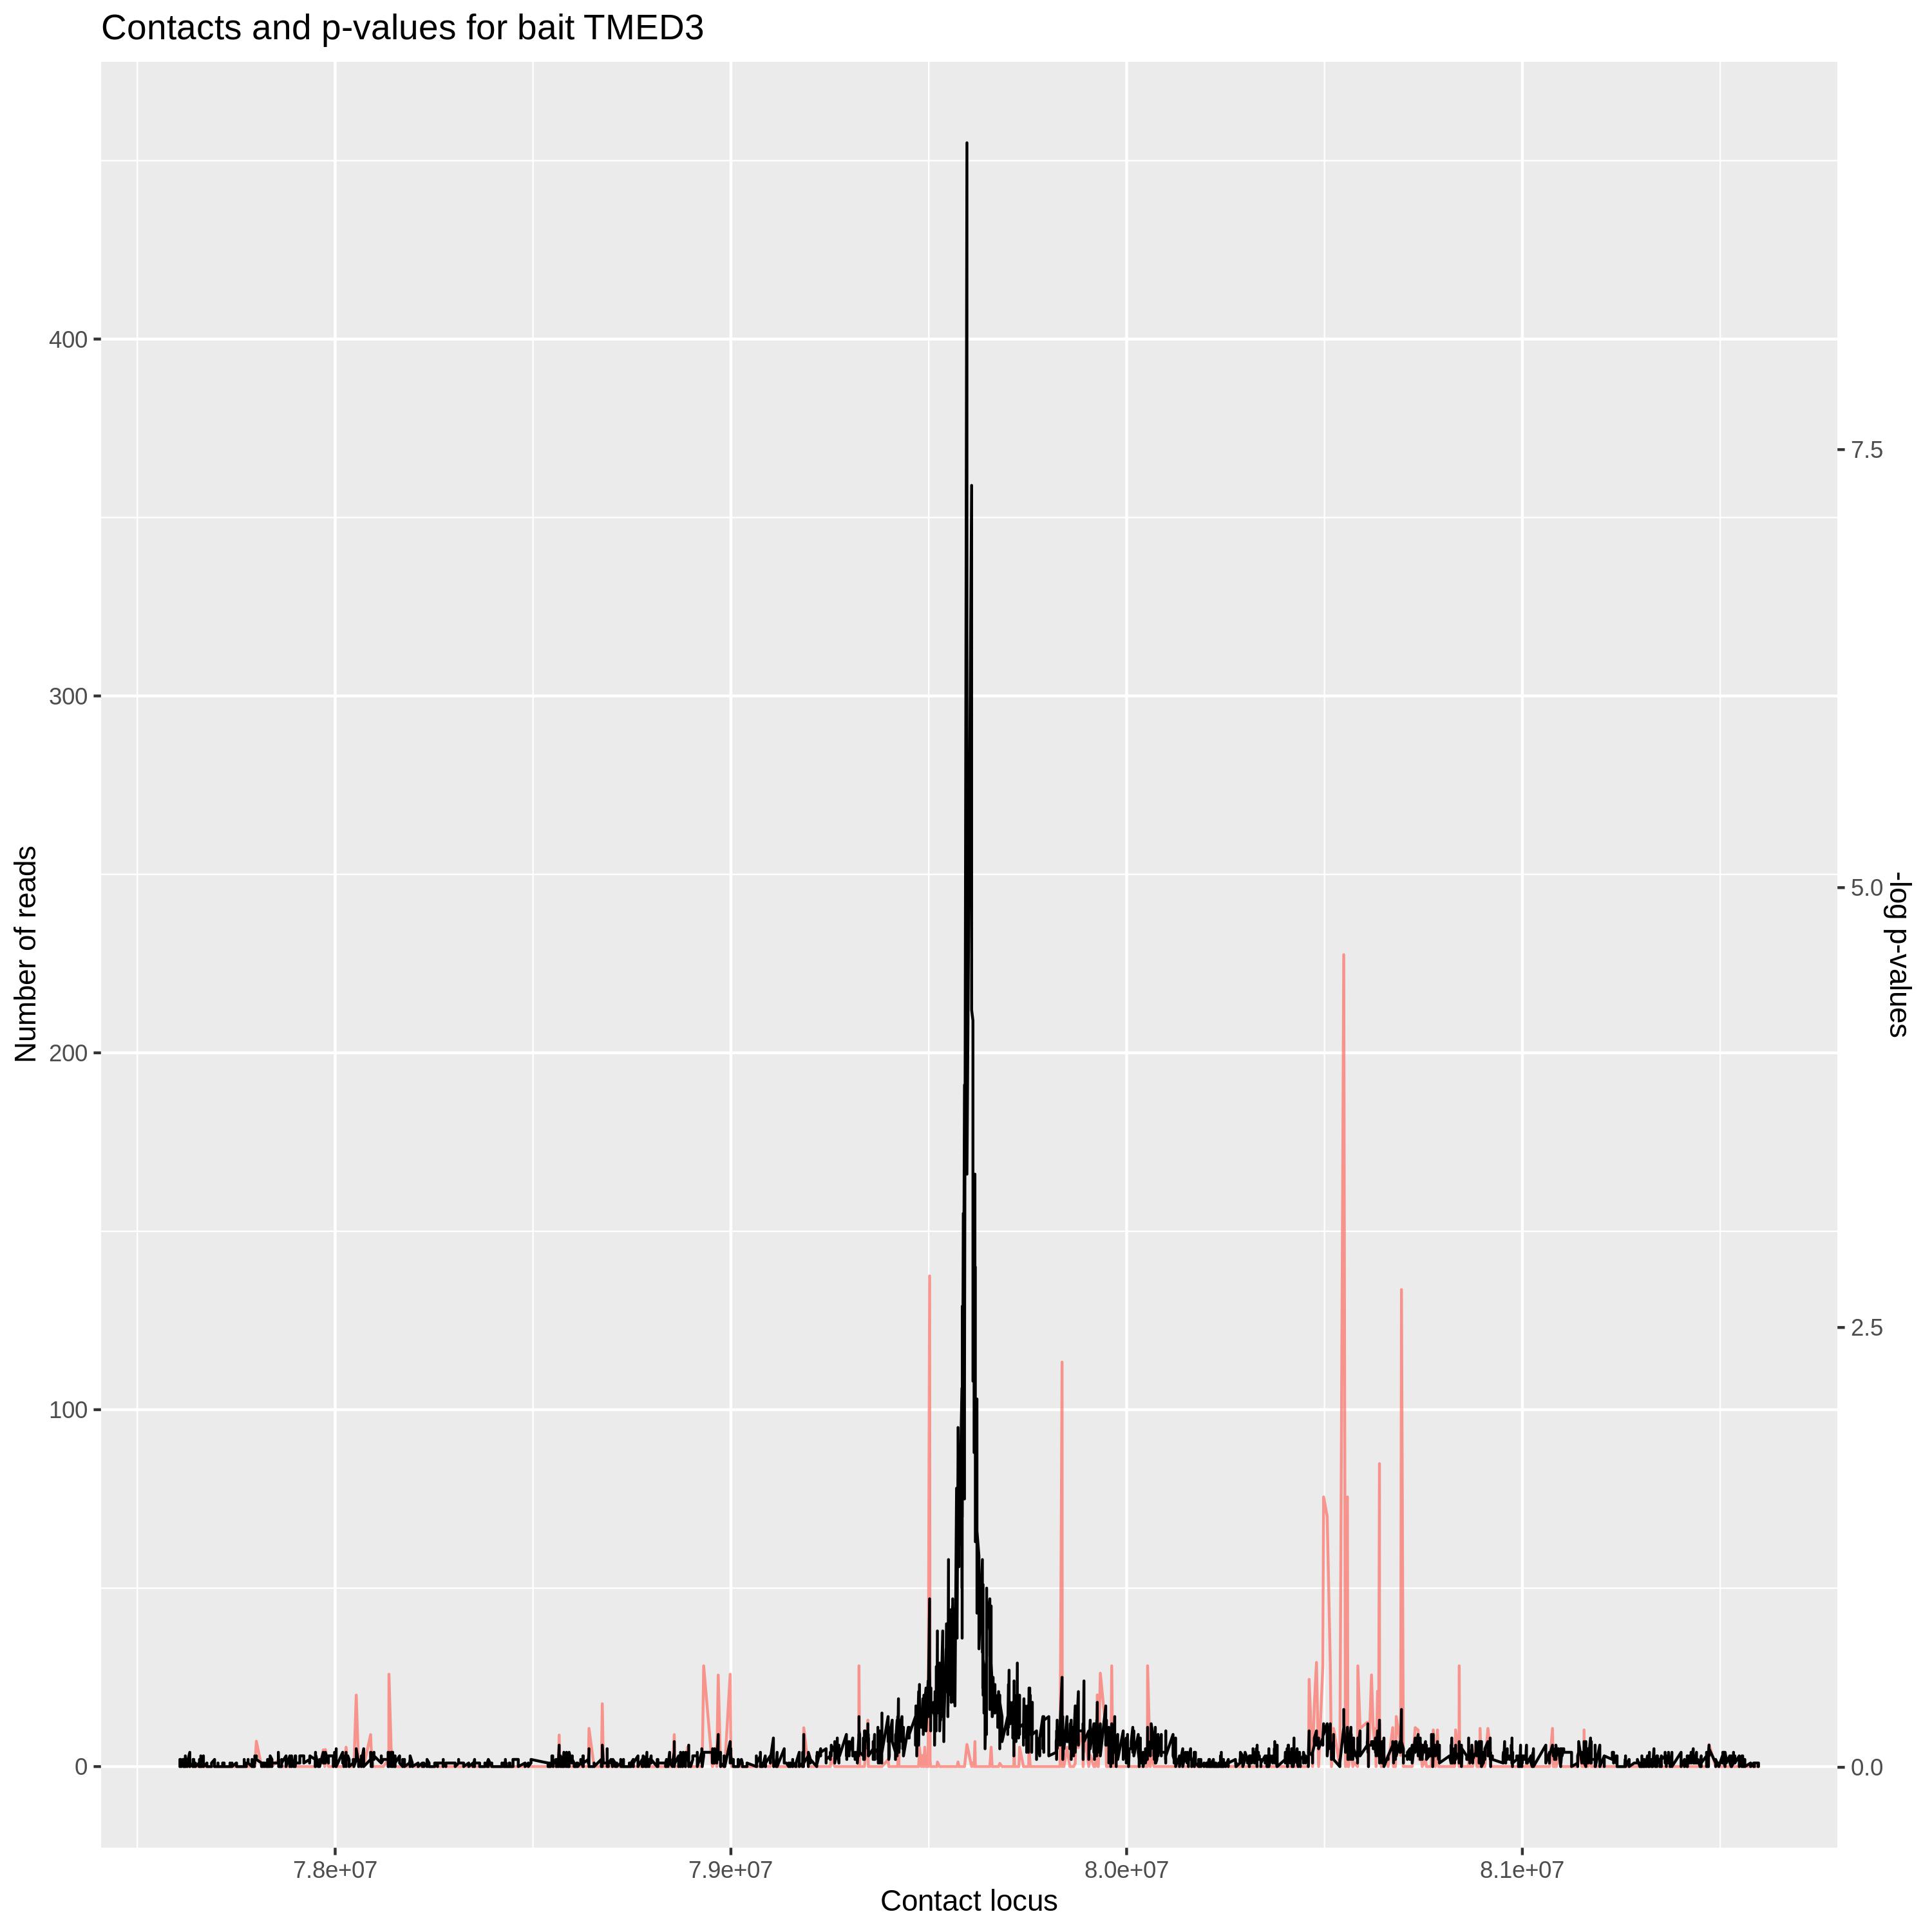 Contacts and p-values for bait TMED3
400
300
200
100
0
Number of reads
7.5
5.0
2.5
0.0
-log p-values
7.8e+07
7.9e+07
8.0e+07
8.1e+07
Contact locus